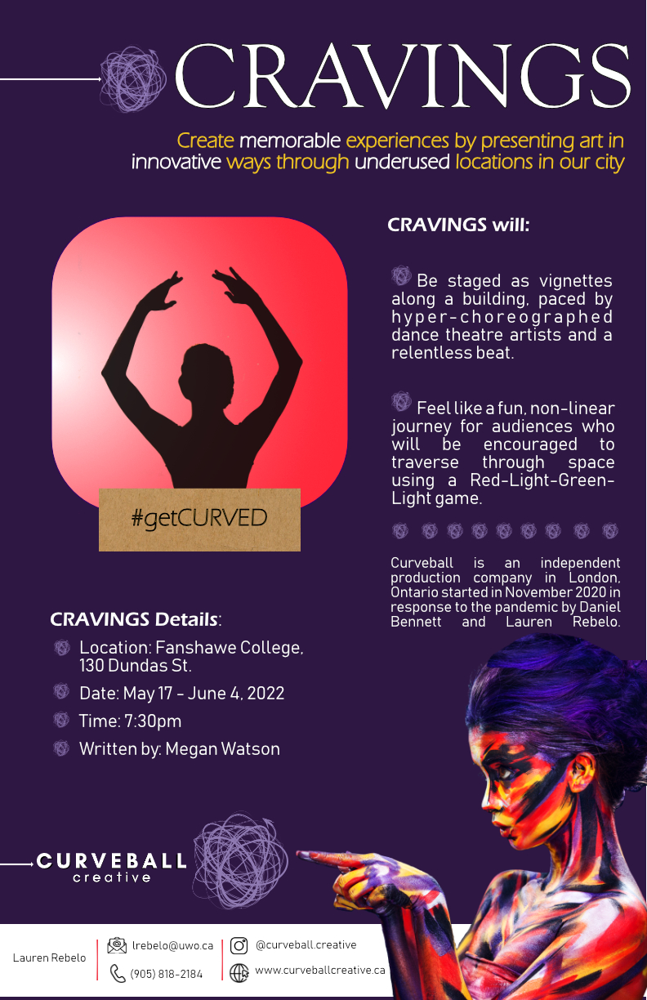 CRAVINGS
Create memorable experiences by presenting art in
innovative ways through underused locations in our city
CRAVINGS will:
Be staged as vignettes
along a building, paced by
hyper-choreographed
dance theatre artists and a
relentless beat.
Feel like a fun, non-linear
journey for audiences who
will be encouraged to
traverse through space
using a Red-Light-Green-
Light game.
#getCURVED
Curveball is an independent
production company in London,
Ontario started in November 2020 in
response to the pandemic by Daniel
Bennett and Lauren Rebelo.
CRAVINGS Details:
Location: Fanshawe College,
130 Dundas St.
Date: May 17 - June 4, 2022
Time: 7:30pm
Written by: Megan Watson
CURVEBALL
creative
Lauren Rebelo
lrebelo@uwo.ca
(905) 818-2184
@curveball.creative
www.curveballcreative.ca